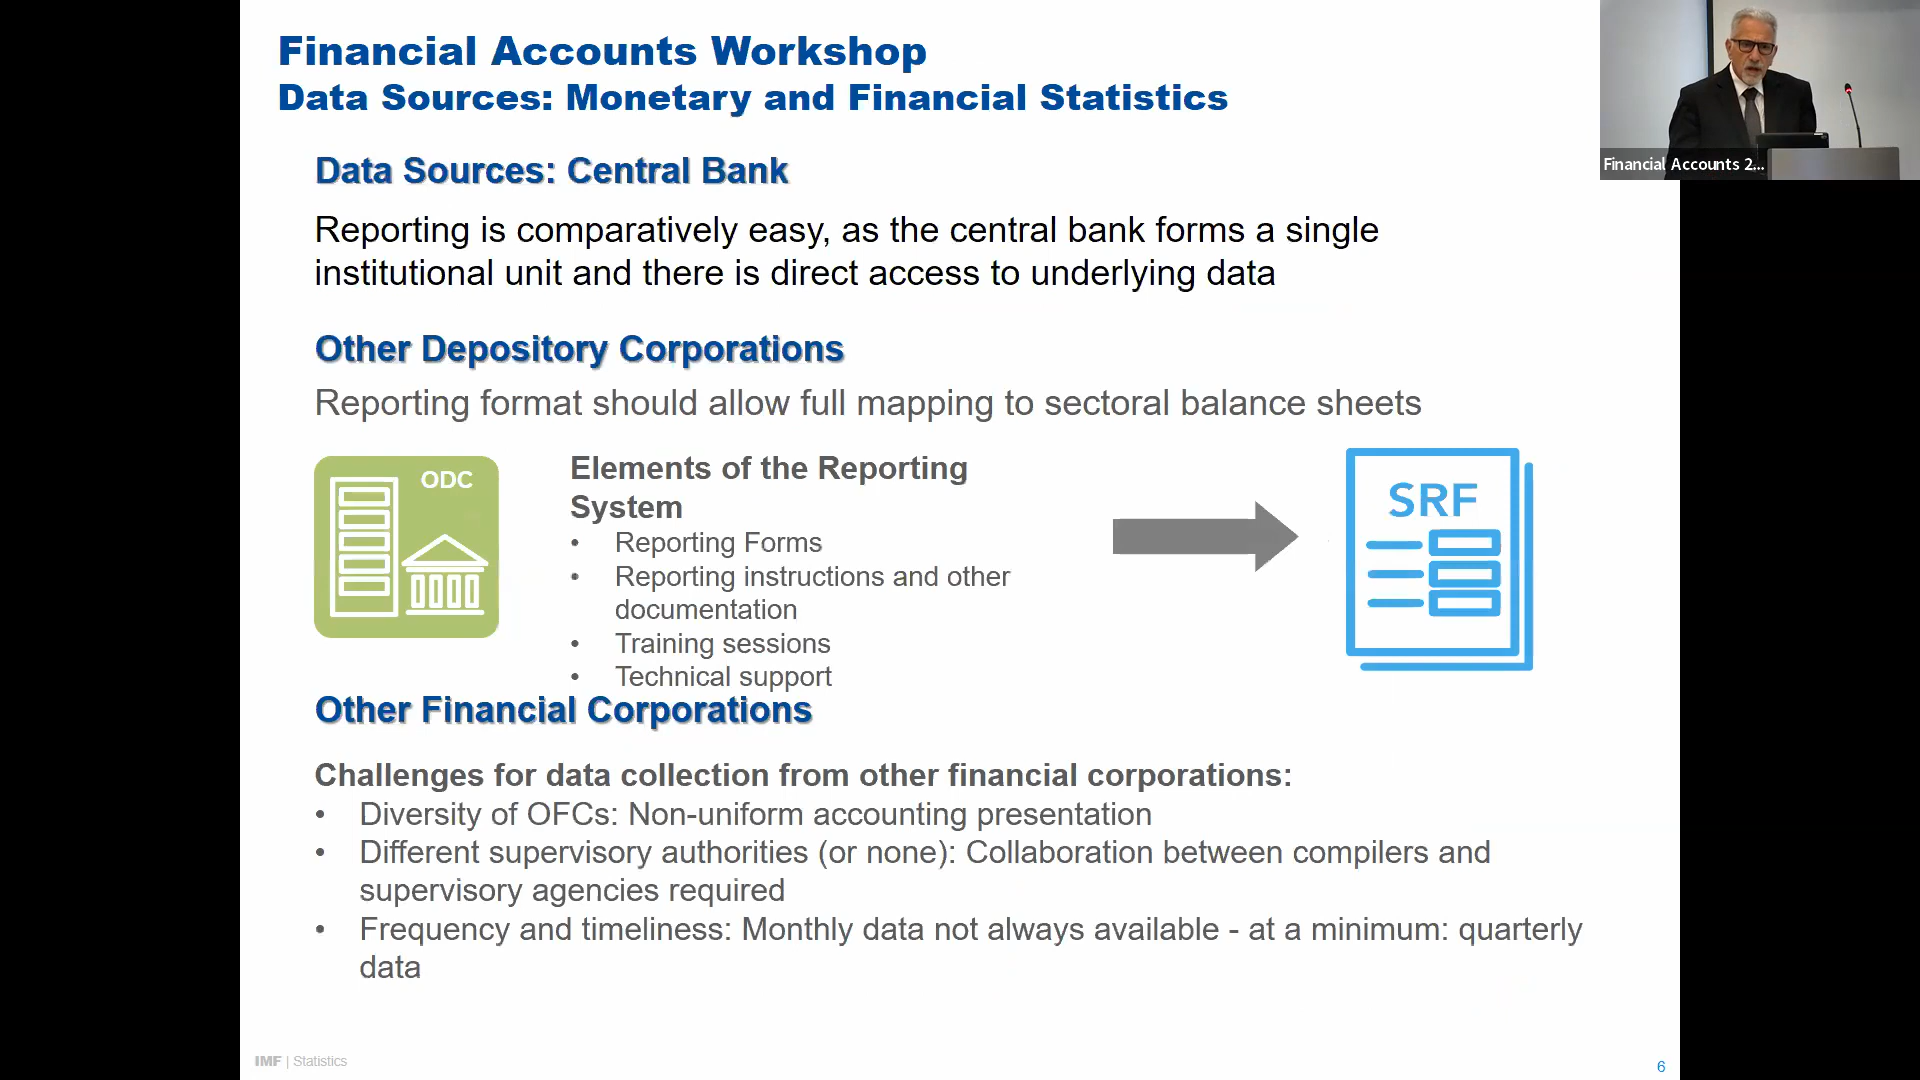 Financial Accounts Workshop
Data Sources: Monetary and Financial Statistics
Financial Accounts 2...
Data Sources: Central Bank
Reporting is comparatively easy, as the central bank forms a single
institutional unit and there is direct access to underlying data
Other Depository Corporations
Reporting format should allow full mapping to sectoral balance sheets
ODC
Elements of the Reporting
System
• Reporting Forms
• Reporting instructions and other
documentation
• Training sessions
• Technical support
SRF
Other Financial Corporations
Challenges for data collection from other financial corporations:
• Diversity of OFCs: Non-uniform accounting presentation
• Different supervisory authorities (or none): Collaboration between compilers and
supervisory agencies required
• Frequency and timeliness: Monthly data not always available - at a minimum: quarterly
data
IMF | Statistics
6